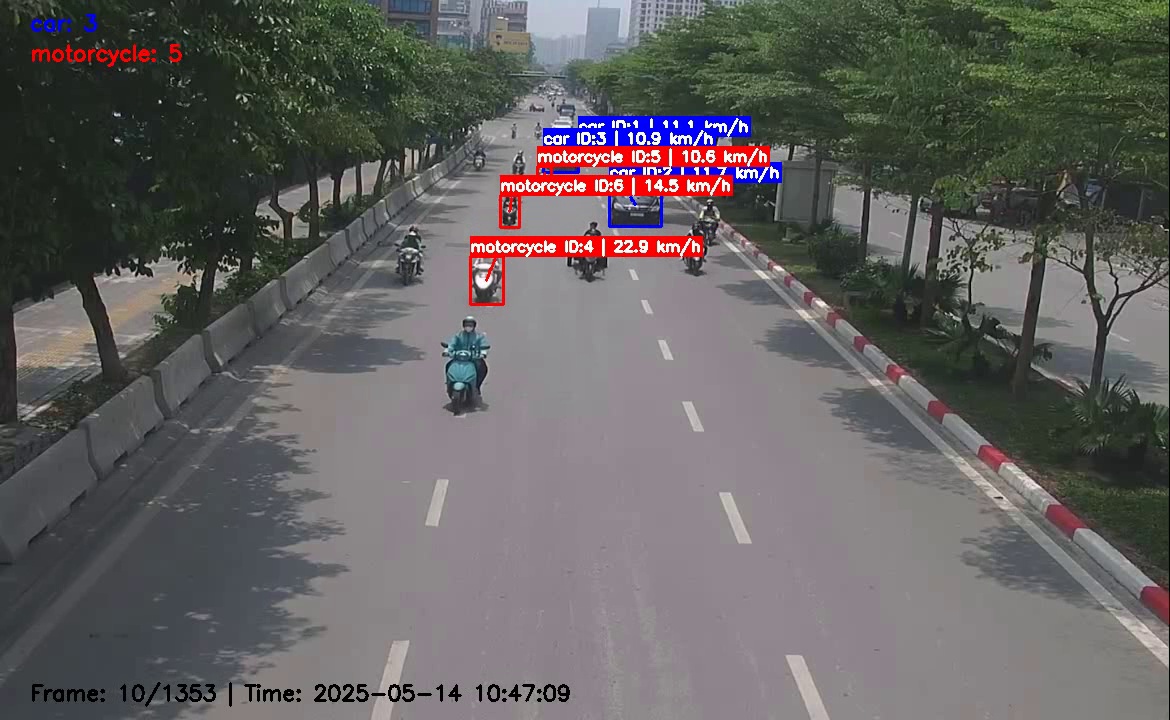 car: 3
motorcycle: 5
car ID:1 | 11.1 km/h
car ID:3 | 10.9 km/h
motorcycle ID:5 | 10.6 km/h
car ID:2 | 11.7 km/h
motorcycle ID:6 | 14.5 km/h
motorcycle ID:4 | 22.9 km/h
Frame: 10/1353 | Time: 2025-05-14 10:47:09